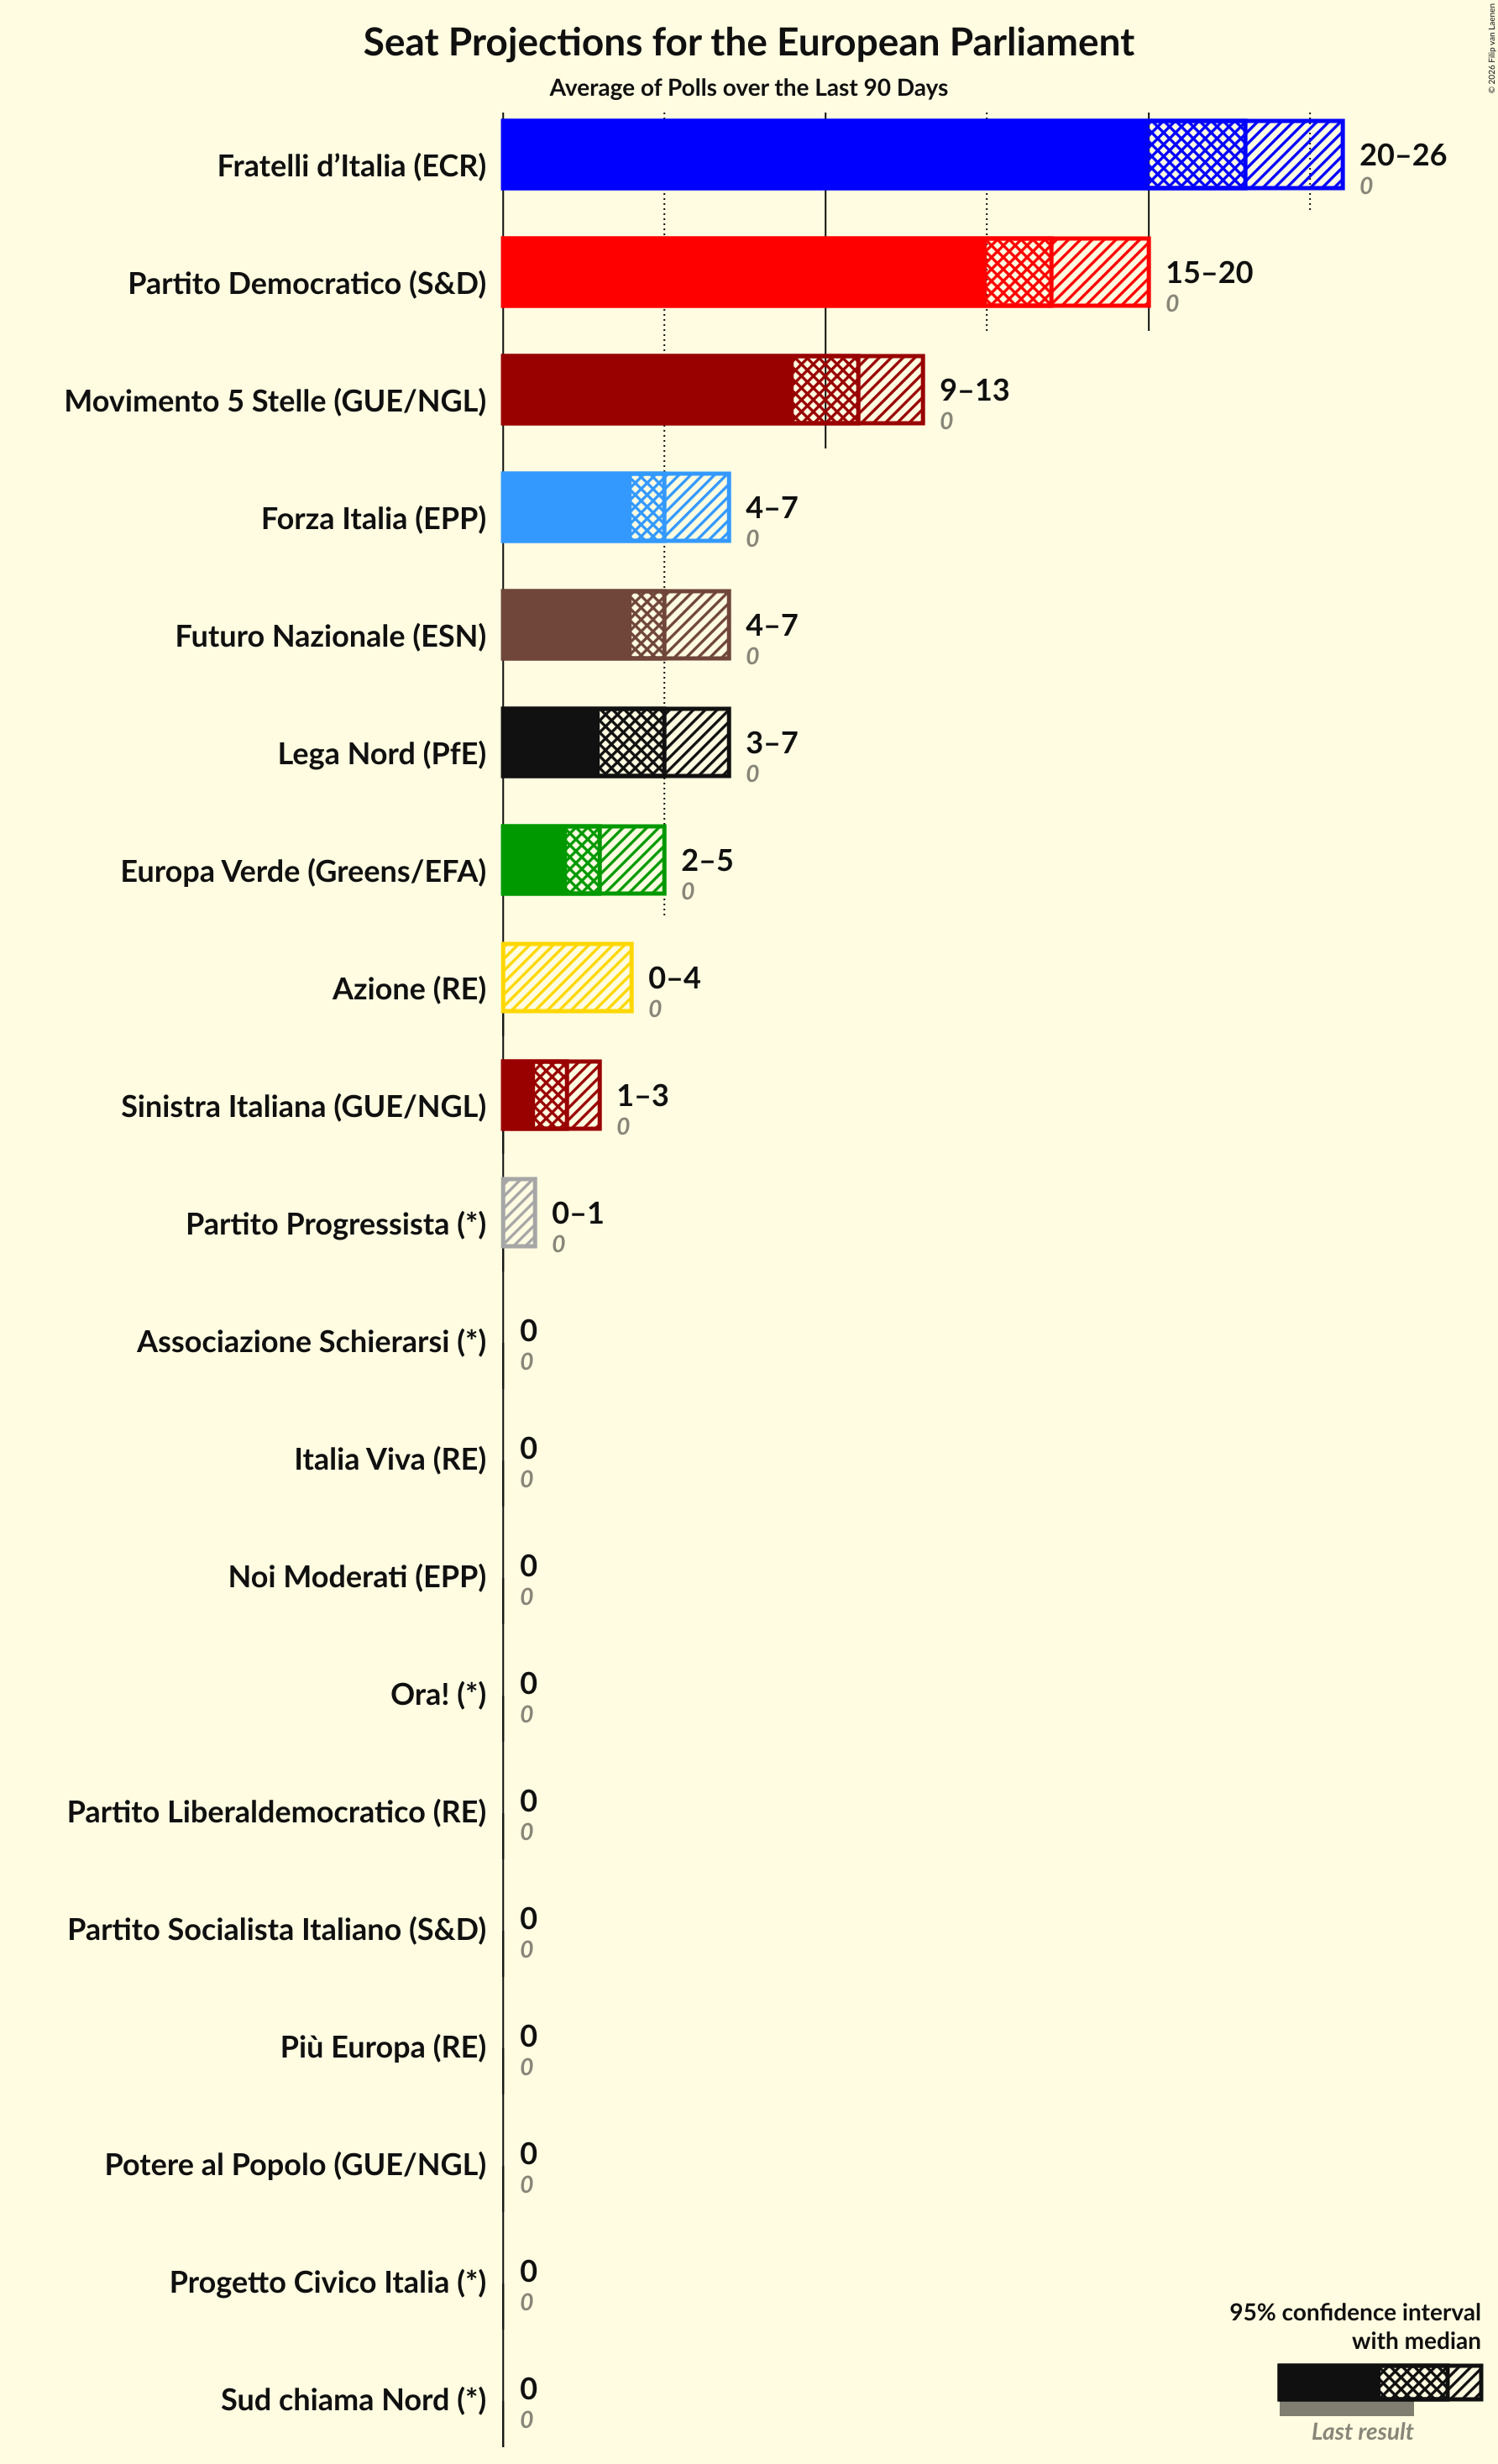 © 2026 Filip van Laenen
Seat Projections for the European Parliament
Average of Polls over the Last 90 Days
Fratelli d’Italia (ECR)
20–26
0
Partito Democratico (S&D)
15–20
0
Movimento 5 Stelle (GUE/NGL)
9–13
0
Forza Italia (EPP)
4–7
0
Futuro Nazionale (ESN)
4–7
0
Lega Nord (PfE)
3–7
0
Europa Verde (Greens/EFA)
2–5
0
Azione (RE)
0–4
0
Sinistra Italiana (GUE/NGL)
1–3
0
Partito Progressista (*)
0–1
0
Associazione Schierarsi (*)
0
0
Italia Viva (RE)
0
0
Noi Moderati (EPP)
0
0
Ora! (*)
0
0
Partito Liberaldemocratico (RE)
0
0
Partito Socialista Italiano (S&D)
0
0
Più Europa (RE)
0
0
Potere al Popolo (GUE/NGL)
0
0
Progetto Civico Italia (*)
0
0
Sud chiama Nord (*)
0
0
95% confidence interval
with median
Last result